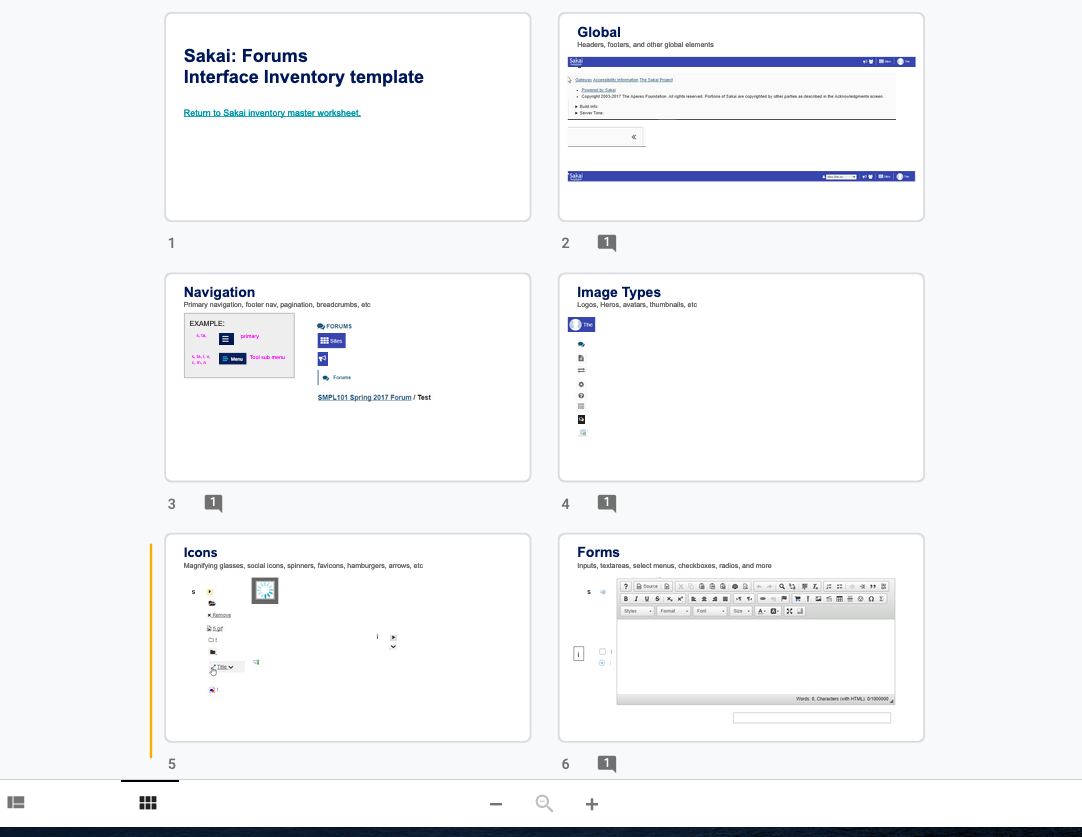 Sakai: Forums
Interface Inventory template
Return to Sakai inventory master worksheet.
1
Global
Headers, footers, and other global elements
Sakai
Gateway Accessibility Information The Sakai Project
Powered by Sakai
Copyright 2003-2017 The Apereo Foundation. All rights reserved. Portions of Sakai are copyrighted by other parties as described in the Acknowledgments screen.
Build Info
Server Time
«
Sakai
2
1
Navigation
Primary navigation, footer nav, pagination, breadcrumbs, etc
EXAMPLE:
primary
Menu
Tool sub menu
FORUMS
Sites
Forums
SMPL101 Spring 2017 Forum / Test
3
1
Image Types
Logos, Heros, avatars, thumbnails, etc
The
4
1
Icons
Magnifying glasses, social icons, spinners, favicons, hamburgers, arrows, etc
s
Remove
5.gif
i
Title
5
Forms
Inputs, textareas, select menus, checkboxes, radios, and more
s
? Source
B I U S
Styles Format Font Size
i
Words: 0, Characters (with HTML): 0/1000000
6
1